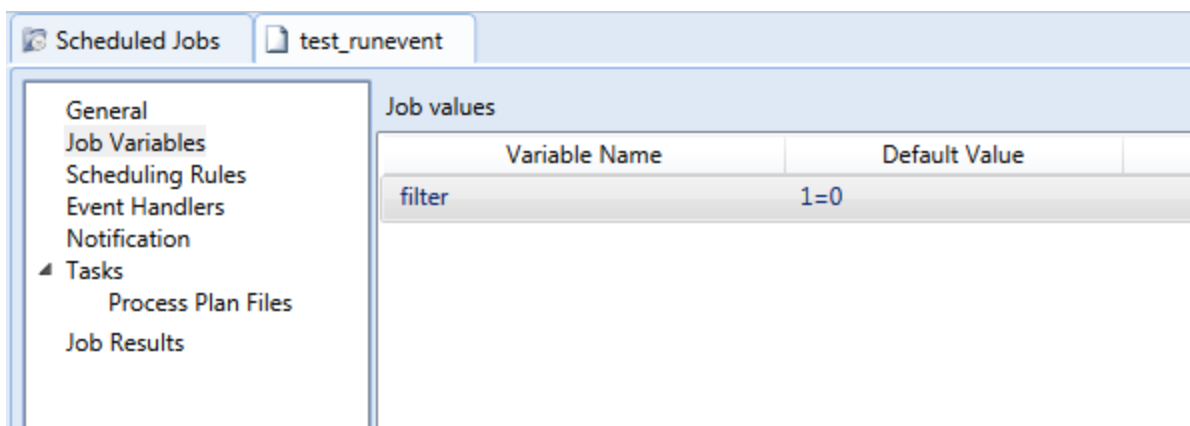 Scheduled Jobs test_runevent
General
Job Variables
Scheduling Rules
Event Handlers
Notification
Tasks
Process Plan Files
Job Results
Job values
Variable Name Default Value
filter 1=0